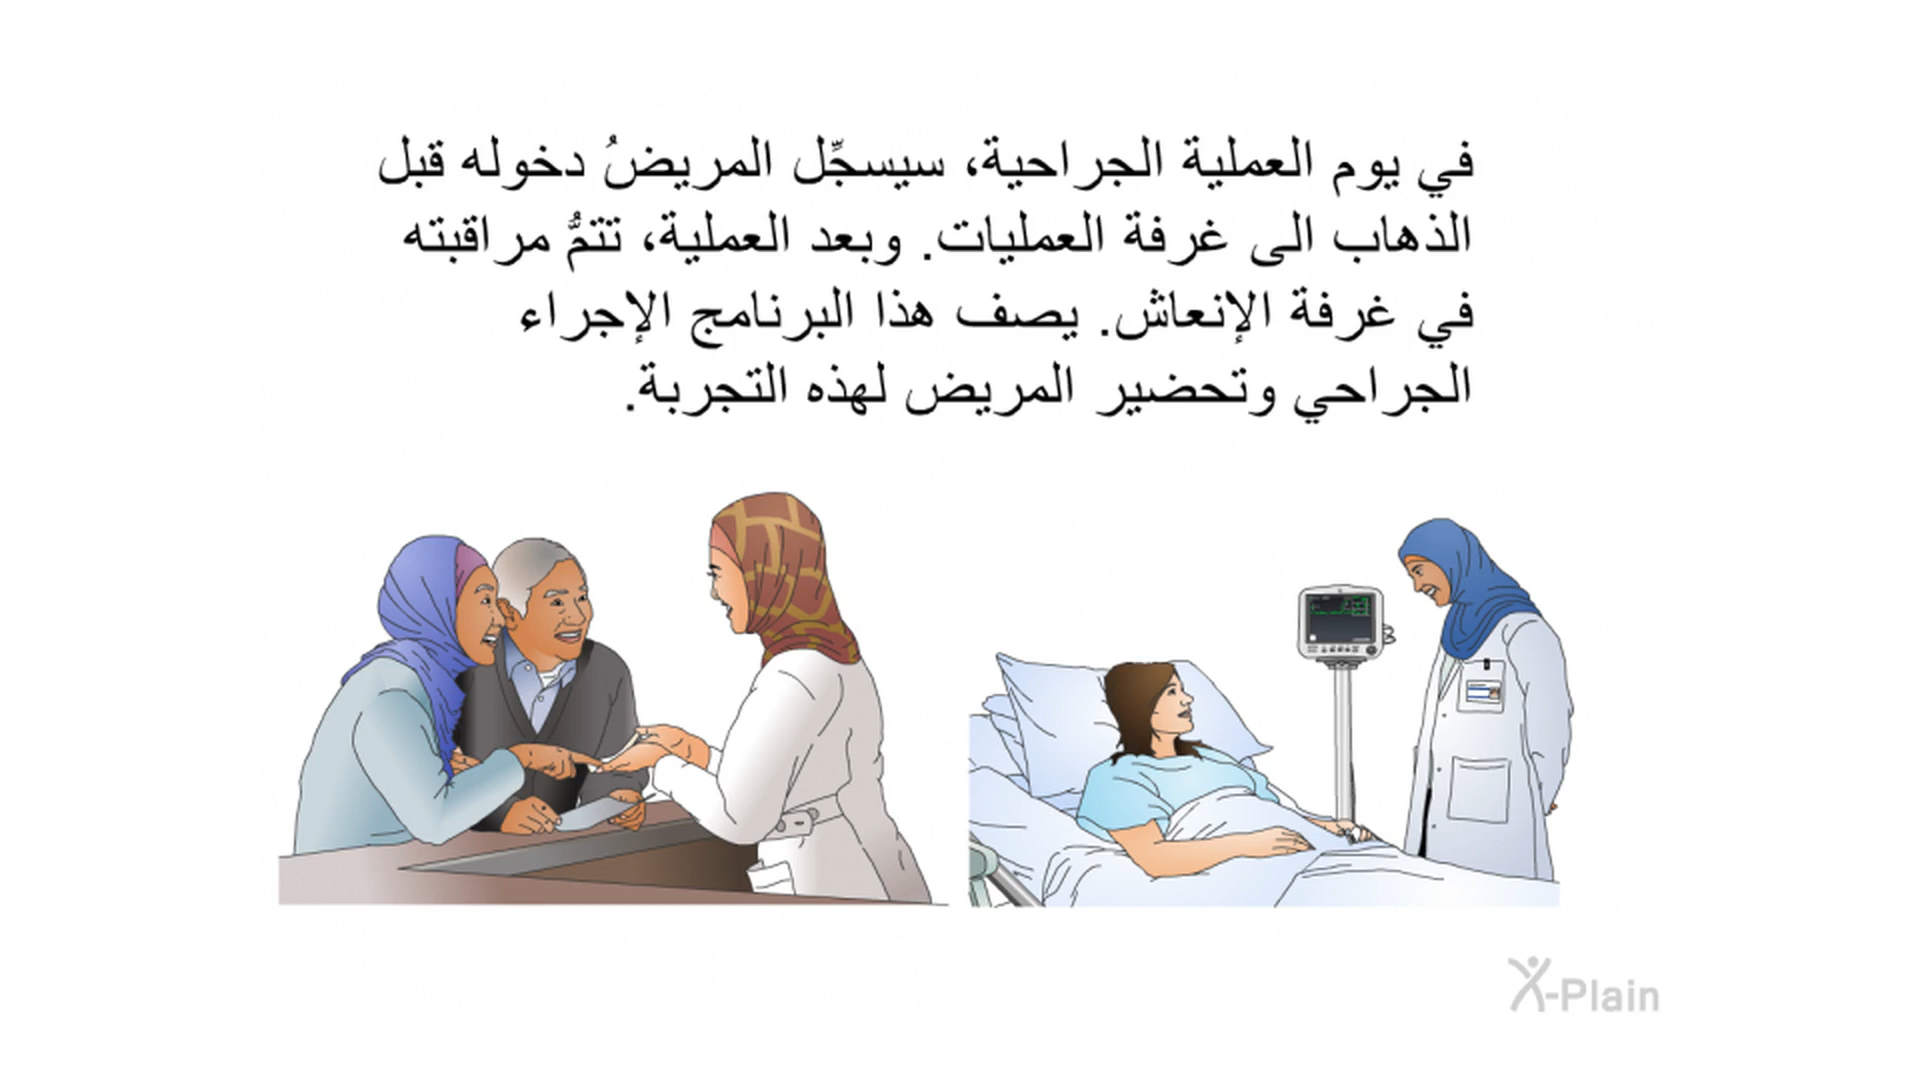 في يوم العملية الجراحية، سيسجِّل المريضُ دخوله قبل
الذهاب الى غرفة العمليات. وبعد العملية، تتمُّ مراقبته
في غرفة الإنعاش. يصف هذا البرنامج الإجراء
الجراحي وتحضير المريض لهذه التجربة.
X-Plain